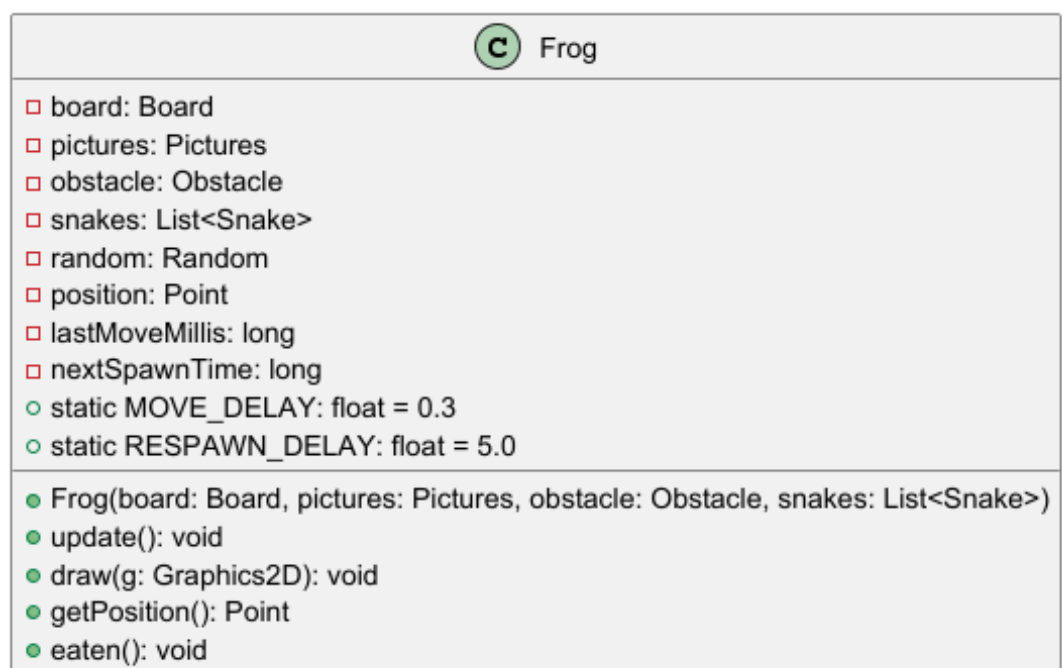 C Frog
board: Board
pictures: Pictures
obstacle: Obstacle
snakes: List<Snake>
random: Random
position: Point
lastMoveMillis: long
nextSpawnTime: long
static MOVE_DELAY: float = 0.3
static RESPAWN_DELAY: float = 5.0
Frog(board: Board, pictures: Pictures, obstacle: Obstacle, snakes: List<Snake>)
update(): void
draw(g: Graphics2D): void
getPosition(): Point
eaten(): void